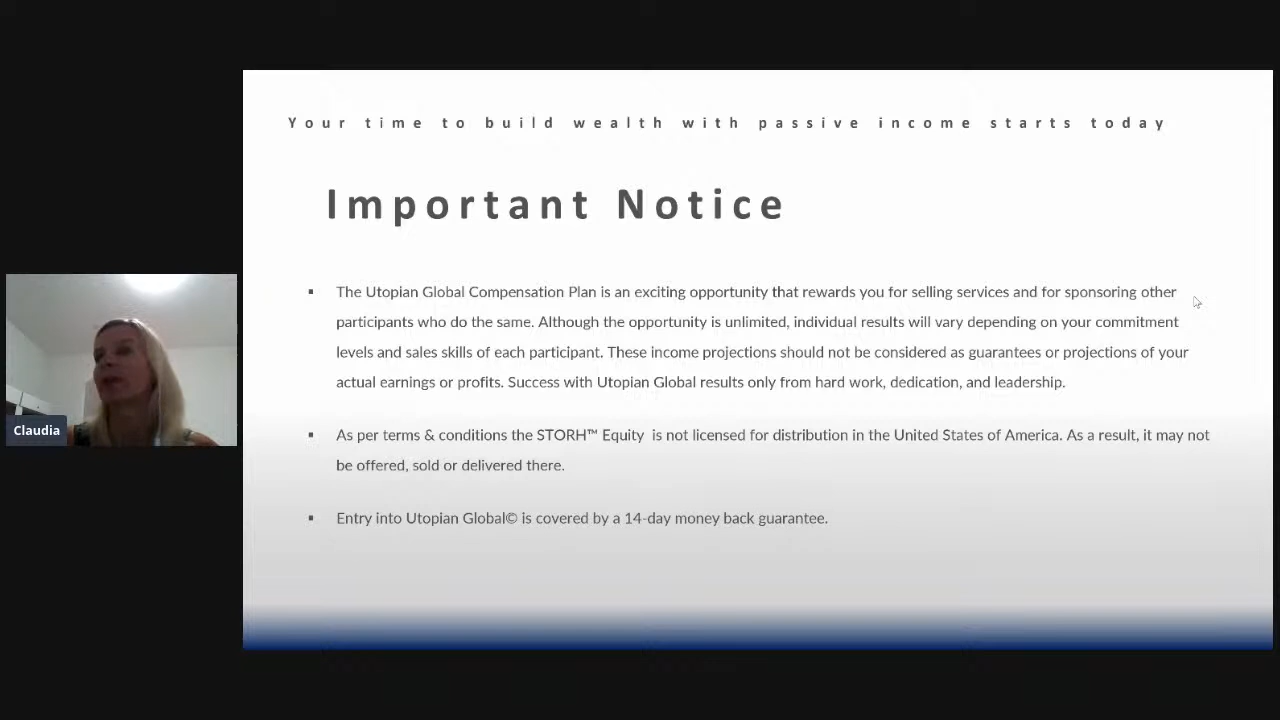 Your time to build wealth with passive income starts today
Important Notice
▪ The Utopian Global Compensation Plan is an exciting opportunity that rewards you for selling services and for sponsoring other
participants who do the same. Although the opportunity is unlimited, individual results will vary depending on your commitment
levels and sales skills of each participant. These income projections should not be considered as guarantees or projections of your
actual earnings or profits. Success with Utopian Global results only from hard work, dedication, and leadership.
▪ As per terms & conditions the STORH™ Equity is not licensed for distribution in the United States of America. As a result, it may not
be offered, sold or delivered there.
▪ Entry into Utopian Global© is covered by a 14-day money back guarantee.
Claudia